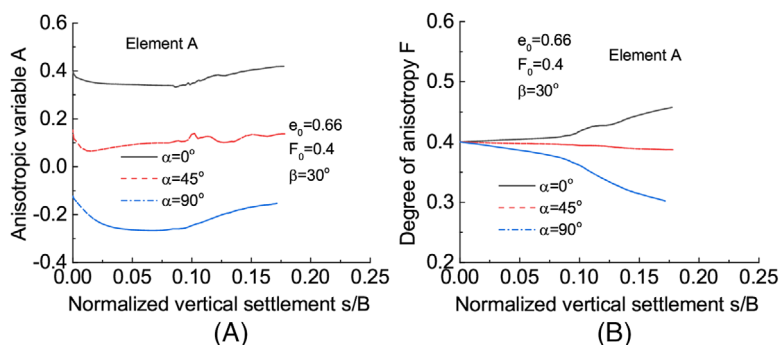 Anisotropic variable A
0.6
0.4
0.2
0.0
-0.2
-0.4
Element A
e0=0.66
F0=0.4
β=30°
α=0°
α=45°
α=90°
0.00 0.05 0.10 0.15 0.20 0.25
Normalized vertical settlement s/B
(A)
Degree of anisotropy F
0.6
0.5
0.4
0.3
0.2
e0=0.66
F0=0.4
β=30°
Element A
α=0°
α=45°
α=90°
0.00 0.05 0.10 0.15 0.20 0.25
Normalized vertical settlement s/B
(B)